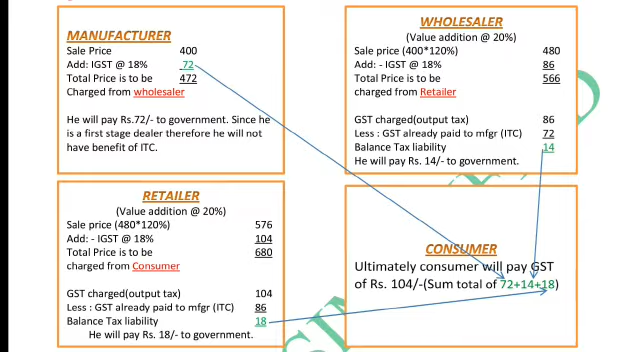 MANUFACTURER
Sale Price 400
Add: IGST @ 18% 72
Total Price is to be 472
Charged from wholesaler
He will pay Rs.72/- to government. Since he
is a first stage dealer therefore he will not
have benefit of ITC.
WHOLESALER
(Value addition @ 20%)
Sale price (400*120%) 480
Add: - IGST @ 18% 86
Total Price is to be 566
charged from Retailer
GST charged(output tax) 86
Less : GST already paid to mfgr (ITC) 72
Balance Tax liability 14
He will pay Rs. 14/- to government.
RETAILER
(Value addition @ 20%)
Sale price (480*120%) 576
Add: - IGST @ 18% 104
Total Price is to be 680
charged from Consumer
GST charged(output tax) 104
Less : GST already paid to mfgr (ITC) 86
Balance Tax liability 18
He will pay Rs. 18/- to government.
CONSUMER
Ultimately consumer will pay GST
of Rs. 104/-(Sum total of 72+14+18)